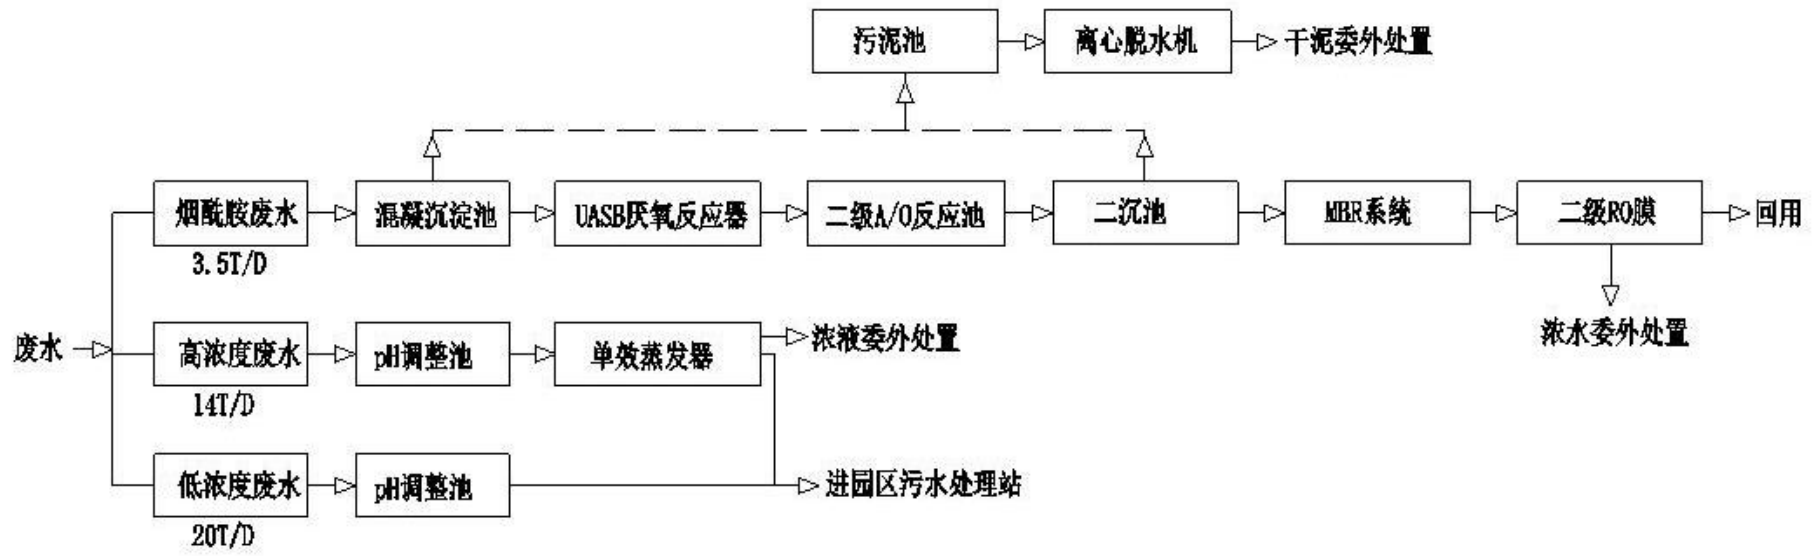 污泥池
离心脱水机
干泥委外处置
烟酰胺废水
混凝沉淀池
UASB厌氧反应器
二级A/O反应池
二沉池
MBR系统
二级RO膜
回用
3.5T/D
废水
高浓度废水
pH调整池
单效蒸发器
浓液委外处置
浓水委外处置
14T/D
低浓度废水
pH调整池
进园区污水处理站
20T/D